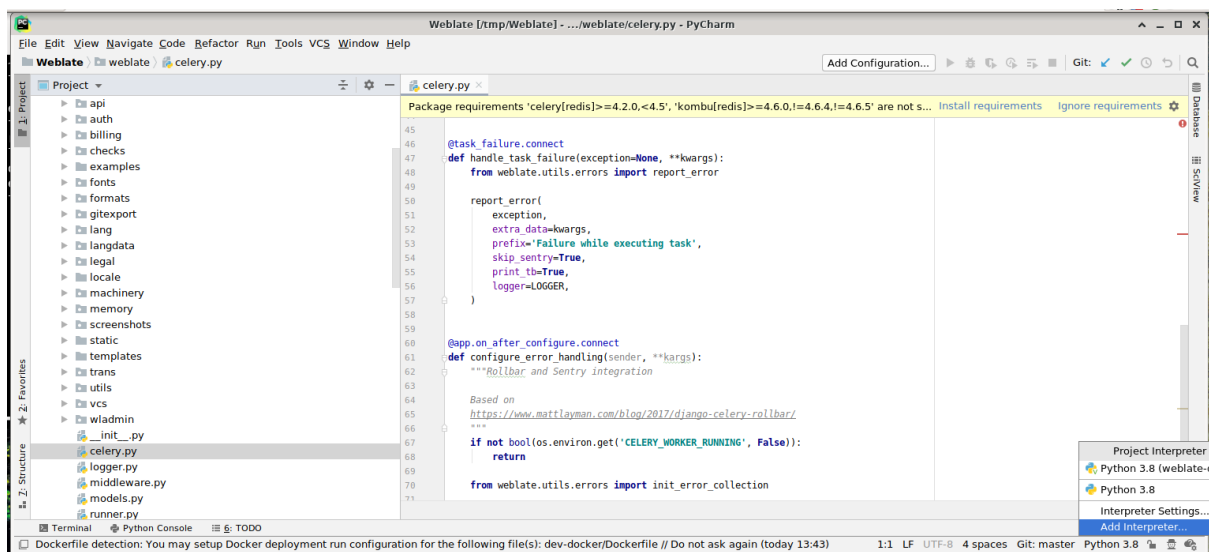 Weblate [/tmp/Weblate] - .../weblate/celery.py - PyCharm
File Edit View Navigate Code Refactor Run Tools VCS Window Help
Weblate weblate celery.py
Add Configuration...
Git:
1: Project
Project
celery.py
api
auth
billing
checks
examples
fonts
formats
gitexport
lang
langdata
legal
locale
machinery
memory
screenshots
static
templates
trans
utils
vcs
wladmin
__init__.py
celery.py
logger.py
middleware.py
models.py
runner.py
2: Favorites
7: Structure
Package requirements 'celery[redis]>=4.2.0,<4.5', 'kombu[redis]>=4.6.0,!=4.6.4,!=4.6.5' are not s... Install requirements Ignore requirements
45
46 @task_failure.connect
47 def handle_task_failure(exception=None, **kwargs):
48 from weblate.utils.errors import report_error
49
50 report_error(
51 exception,
52 extra_data=kwargs,
53 prefix='Failure while executing task',
54 skip_sentry=True,
55 print_tb=True,
56 logger=LOGGER,
57 )
58
59
60 @app.on_after_configure.connect
61 def configure_error_handling(sender, **kargs):
62 """Rollbar and Sentry integration
63
64 Based on
65 https://www.mattlayman.com/blog/2017/django-celery-rollbar/
66 """
67 if not bool(os.environ.get('CELERY_WORKER_RUNNING', False)):
68 return
69
70 from weblate.utils.errors import init_error_collection
71
Database
SciView
Project Interpreter
Python 3.8 (weblate-
Python 3.8
Interpreter Settings...
Add Interpreter...
Terminal Python Console 6: TODO
Dockerfile detection: You may setup Docker deployment run configuration for the following file(s): dev-docker/Dockerfile // Do not ask again (today 13:43) 1:1 LF UTF-8 4 spaces Git: master Python 3.8